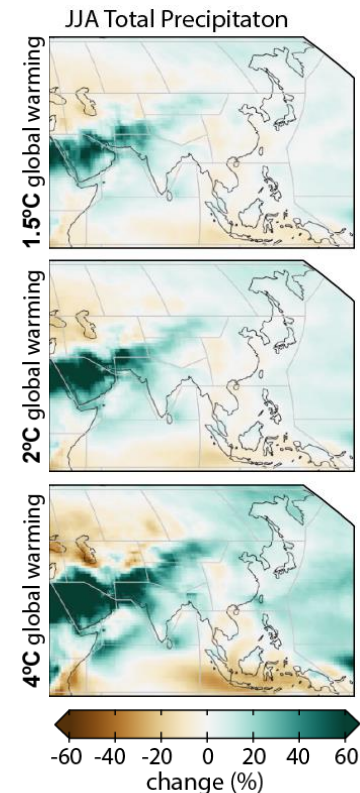 JJA Total Precipitaton
1.5ºC global warming
2ºC global warming
4ºC global warming
-60 -40 -20 0 20 40 60
change (%)